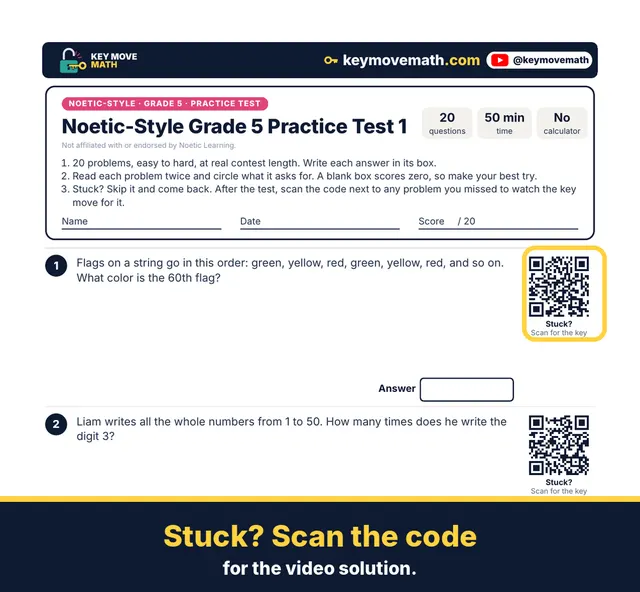 KEY MOVE
MATH
keymovemath.com
@keymovemath
NOETIC-STYLE · GRADE 5 · PRACTICE TEST
Noetic-Style Grade 5 Practice Test 1
Not affiliated with or endorsed by Noetic Learning.
20
questions
50 min
time
No
calculator
1. 20 problems, easy to hard, at real contest length. Write each answer in its box.
2. Read each problem twice and circle what it asks for. A blank box scores zero, so make your best try.
3. Stuck? Skip it and come back. After the test, scan the code next to any problem you missed to watch the key
move for it.
Name
Date
Score / 20
1
Flags on a string go in this order: green, yellow, red, green, yellow, red, and so on.
What color is the 60th flag?
Stuck?
Scan for the key
Answer
2
Liam writes all the whole numbers from 1 to 50. How many times does he write the
digit 3?
Stuck?
Scan for the key
Stuck? Scan the code
for the video solution.